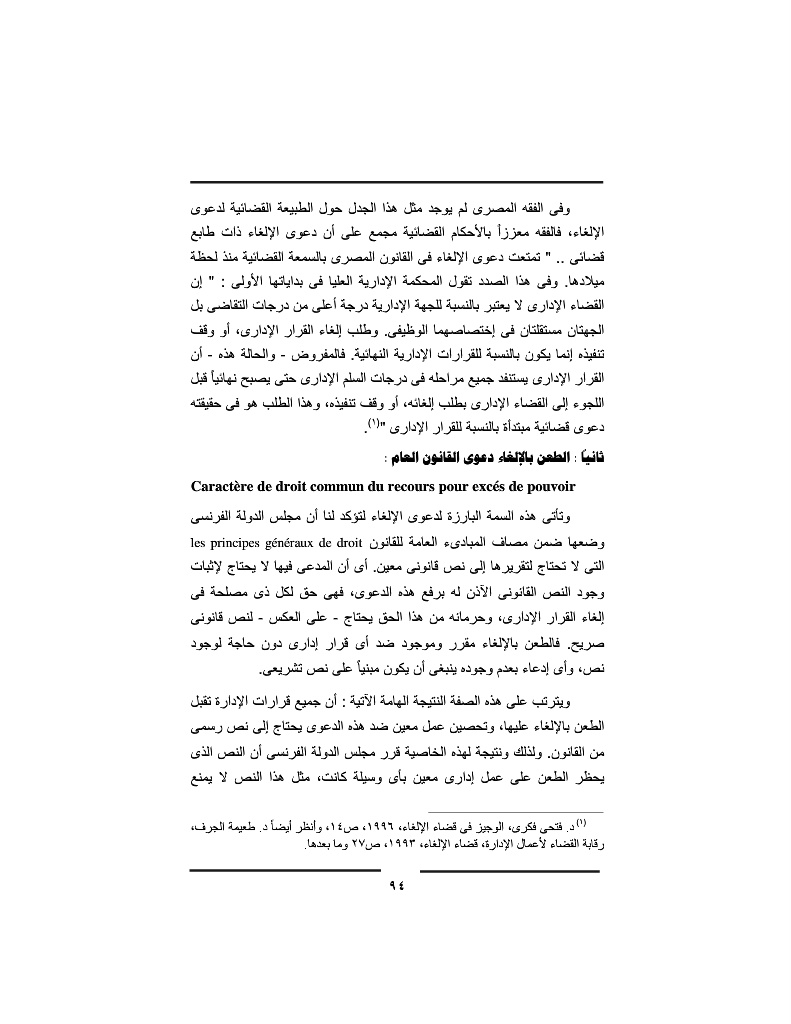 وفى الفقه المصرى لم يوجد مثل هذا الجدل حول الطبيعة القضائية لدعوى
الإلغاء، فالفقه معززاً بالأحكام القضائية مجمع على أن دعوى الإلغاء ذات طابع
قضائى .. " تمتعت دعوى الإلغاء فى القانون المصرى بالسمعة القضائية منذ لحظة
ميلادها. وفى هذا الصدد تقول المحكمة الإدارية العليا فى بداياتها الأولى : " إن
القضاء الإدارى لا يعتبر بالنسبة للجهة الإدارية درجة أعلى من درجات التقاضى بل
الجهتان مستقلتان فى إختصاصهما الوظيفى. وطلب إلغاء القرار الإدارى، أو وقف
تنفيذه إنما يكون بالنسبة للقرارات الإدارية النهائية. فالمفروض - والحالة هذه - أن
القرار الإدارى يستنفد جميع مراحله فى درجات السلم الإدارى حتى يصبح نهائياً قبل
اللجوء إلى القضاء الإدارى بطلب إلغائه، أو وقف تنفيذه، وهذا الطلب هو فى حقيقته
دعوى قضائية مبتدأة بالنسبة للقرار الإدارى "(١).
ثانياً : الطعن بالإلغاء دعوى القانون العام :
Caractère de droit commun du recours pour excés de pouvoir
وتأتى هذه السمة البارزة لدعوى الإلغاء لتؤكد لنا أن مجلس الدولة الفرنسى
وضعها ضمن مصاف المبادىء العامة للقانون les principes généraux de droit
التى لا تحتاج لتقريرها إلى نص قانونى معين. أى أن المدعى فيها لا يحتاج لإثبات
وجود النص القانونى الآذن له برفع هذه الدعوى، فهى حق لكل ذى مصلحة فى
إلغاء القرار الإدارى، وحرمانه من هذا الحق يحتاج - على العكس - لنص قانونى
صريح. فالطعن بالإلغاء مقرر وموجود ضد أى قرار إدارى دون حاجة لوجود
نص، وأى إدعاء بعدم وجوده ينبغى أن يكون مبنياً على نص تشريعى.
ويترتب على هذه الصفة النتيجة الهامة الآتية : أن جميع قرارات الإدارة تقبل
الطعن بالإلغاء عليها، وتحصين عمل معين ضد هذه الدعوى يحتاج إلى نص رسمى
من القانون. ولذلك ونتيجة لهذه الخاصية قرر مجلس الدولة الفرنسى أن النص الذى
يحظر الطعن على عمل إدارى معين بأى وسيلة كانت، مثل هذا النص لا يمنع
(١) د. فتحى فكرى، الوجيز فى قضاء الإلغاء، ١٩٩٦، ص١٤، وأنظر أيضاً د. طعيمة الجرف،
رقابة القضاء لأعمال الإدارة، قضاء الإلغاء، ١٩٩٣، ص٢٧ وما بعدها.
٩٤